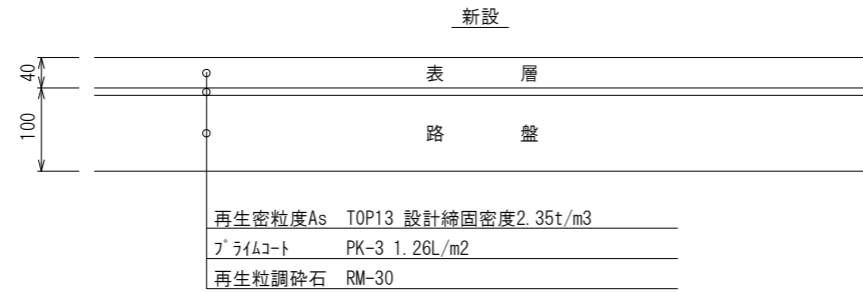 新設
40
表層
100
路盤
再生密粒度As TOP13 設計締固密度2.35t/m3
ﾌﾟﾗｲﾑｺｰﾄ PK-3 1.26L/m2
再生粒調砕石 RM-30